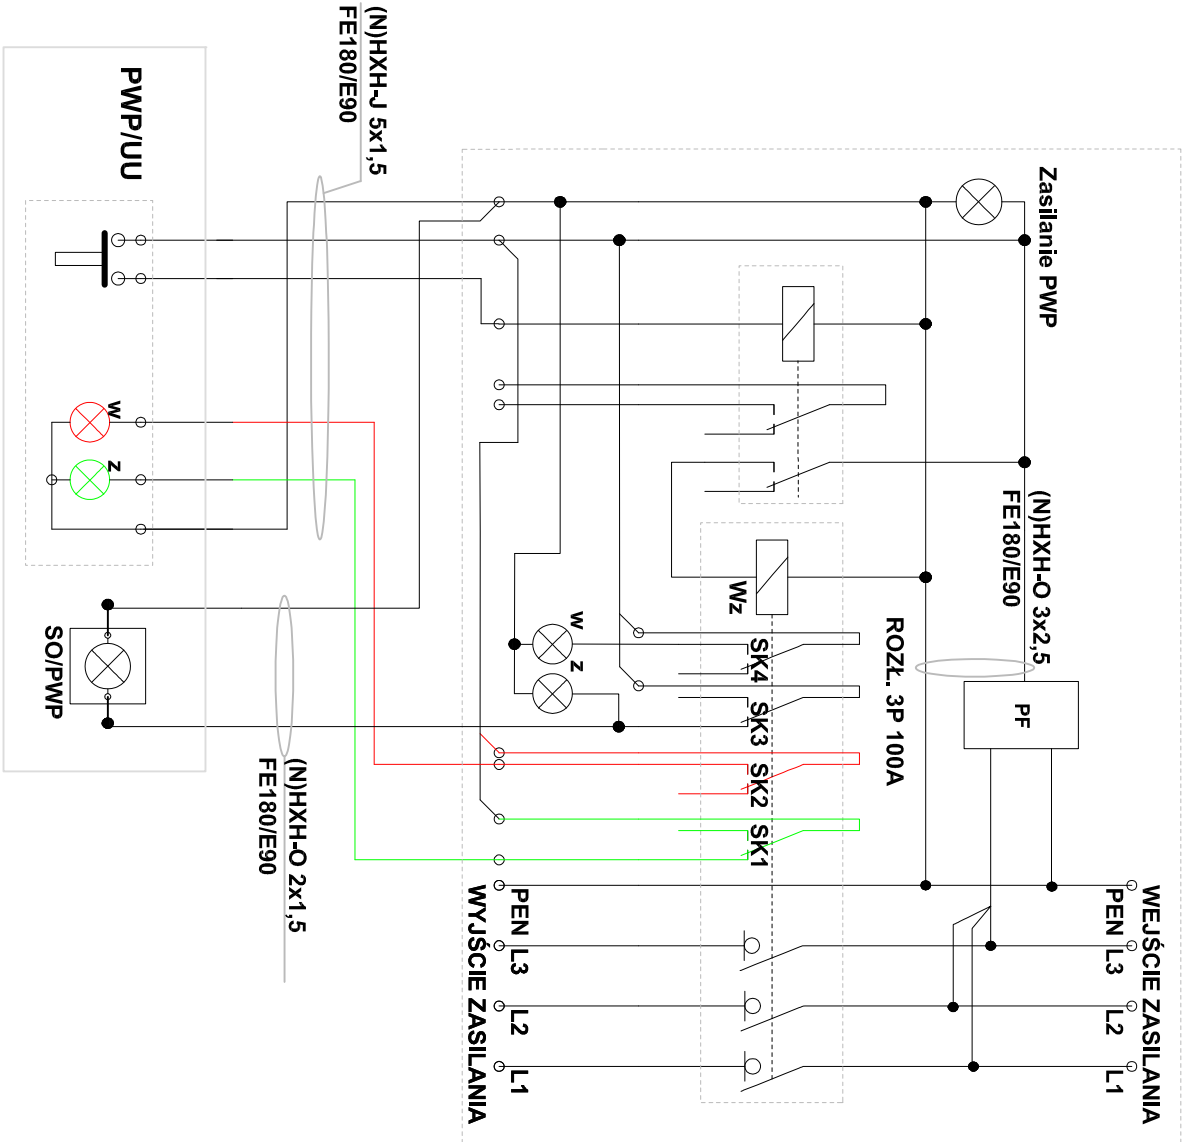 WEJŚCIE ZASILANIA
PEN
L3
L2
L1
Zasilanie PWP
(N)HXH-O 3x2,5
FE180/E90
PF
ROZŁ. 3P 100A
Wz
SK4
SK3
SK2
SK1
w
z
PEN
L3
L2
L1
WYJŚCIE ZASILANIA
(N)HXH-J 5x1,5
FE180/E90
(N)HXH-O 2x1,5
FE180/E90
PWP/UU
w
z
SO/PWP